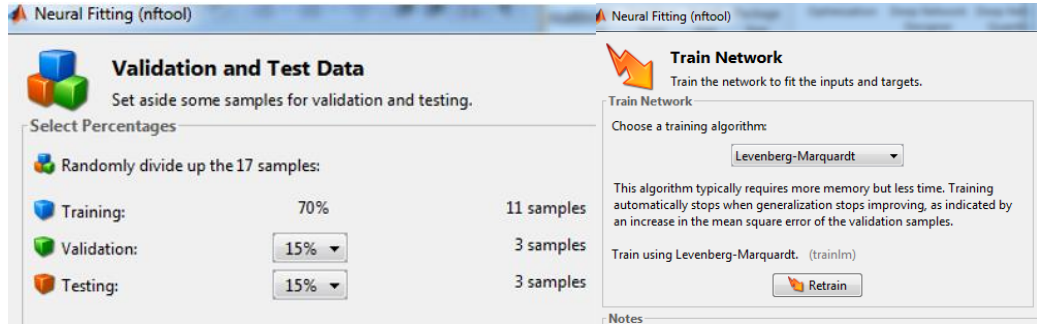 Neural Fitting (nftool)
Validation and Test Data
Set aside some samples for validation and testing.
Select Percentages
Randomly divide up the 17 samples:
Training: 70% 11 samples
Validation: 15% 3 samples
Testing: 15% 3 samples
Neural Fitting (nftool)
Train Network
Train the network to fit the inputs and targets.
Train Network
Choose a training algorithm:
Levenberg-Marquardt
This algorithm typically requires more memory but less time. Training
automatically stops when generalization stops improving, as indicated by
an increase in the mean square error of the validation samples.
Train using Levenberg-Marquardt. (trainlm)
Retrain
Notes